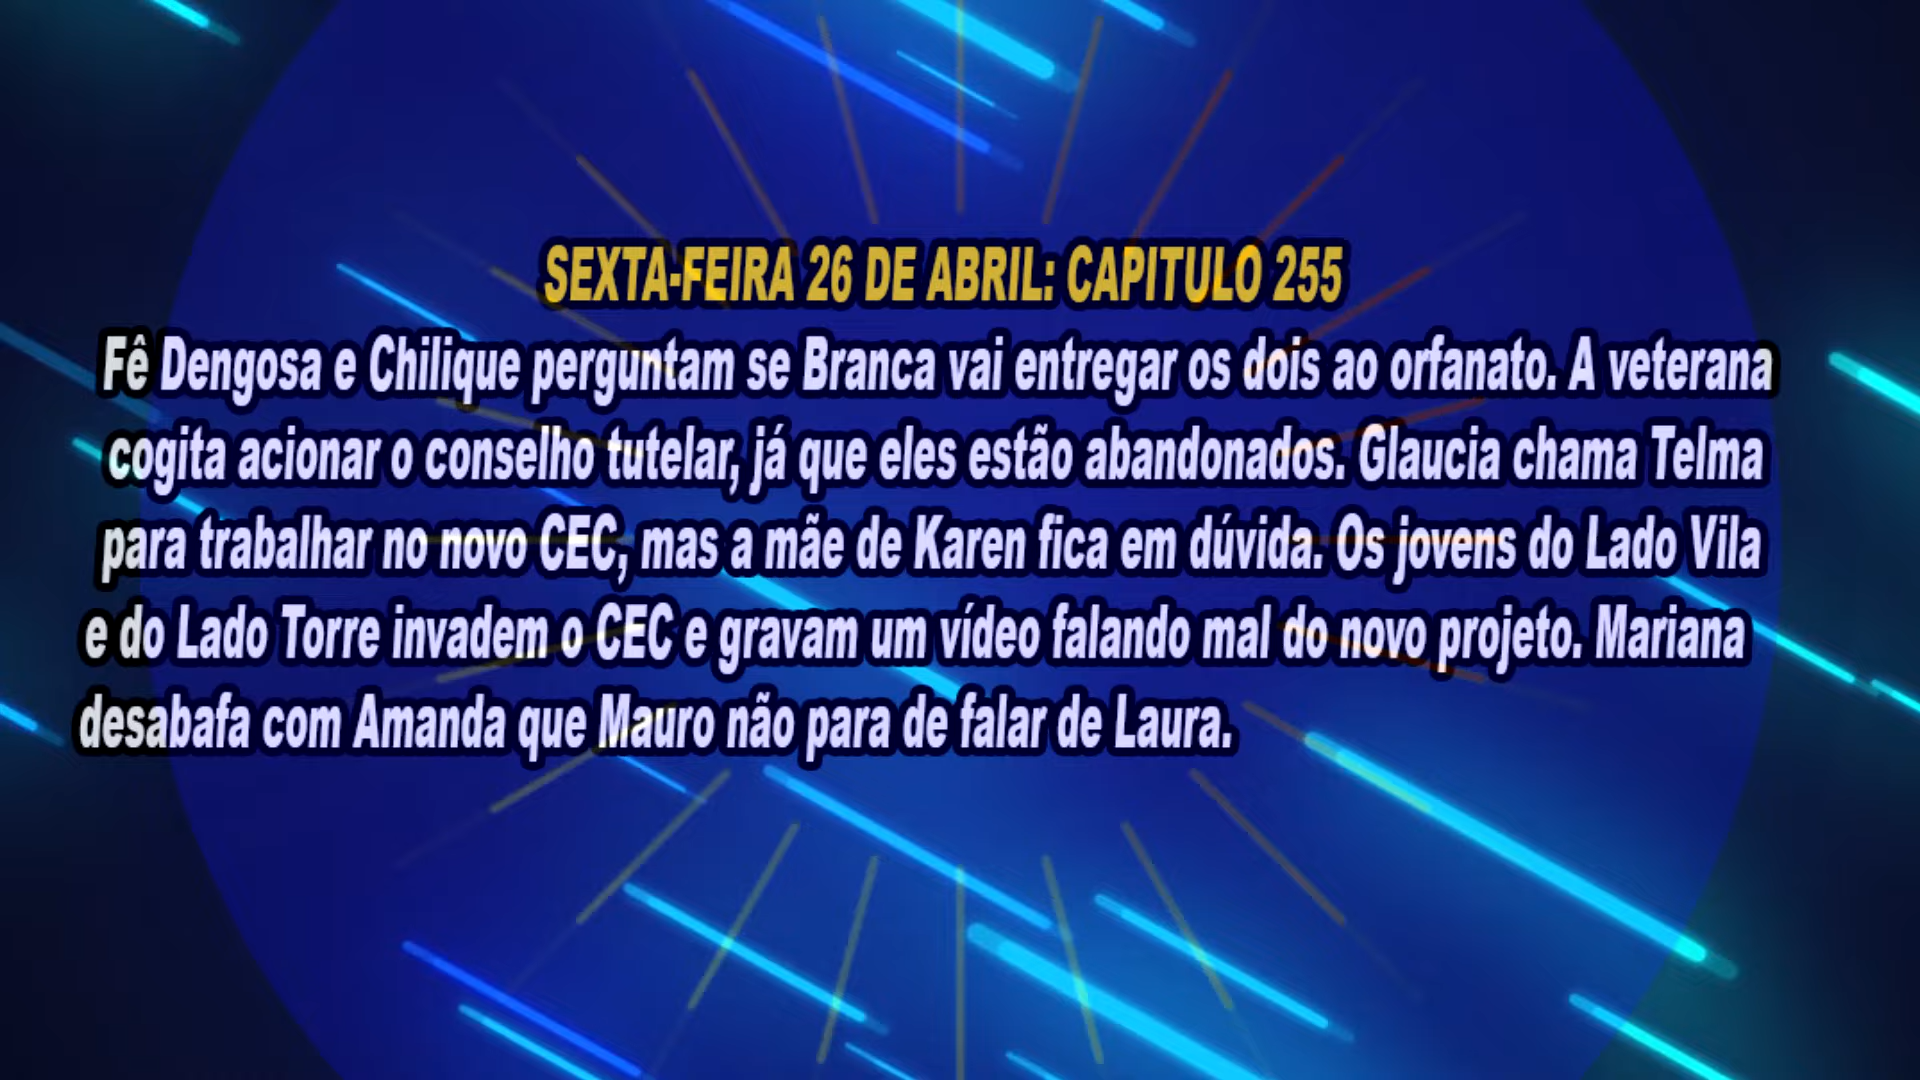 SEXTA-FEIRA 26 DE ABRIL: CAPITULO 255
Fê Dengosa e Chilique perguntam se Branca vai entregar os dois ao orfanato. A veterana
cogita acionar o conselho tutelar, já que eles estão abandonados. Glaucia chama Telma
para trabalhar no novo CEC, mas a mãe de Karen fica em dúvida. Os jovens do Lado Vila
e do Lado Torre invadem o CEC e gravam um vídeo falando mal do novo projeto. Mariana
desabafa com Amanda que Mauro não para de falar de Laura.